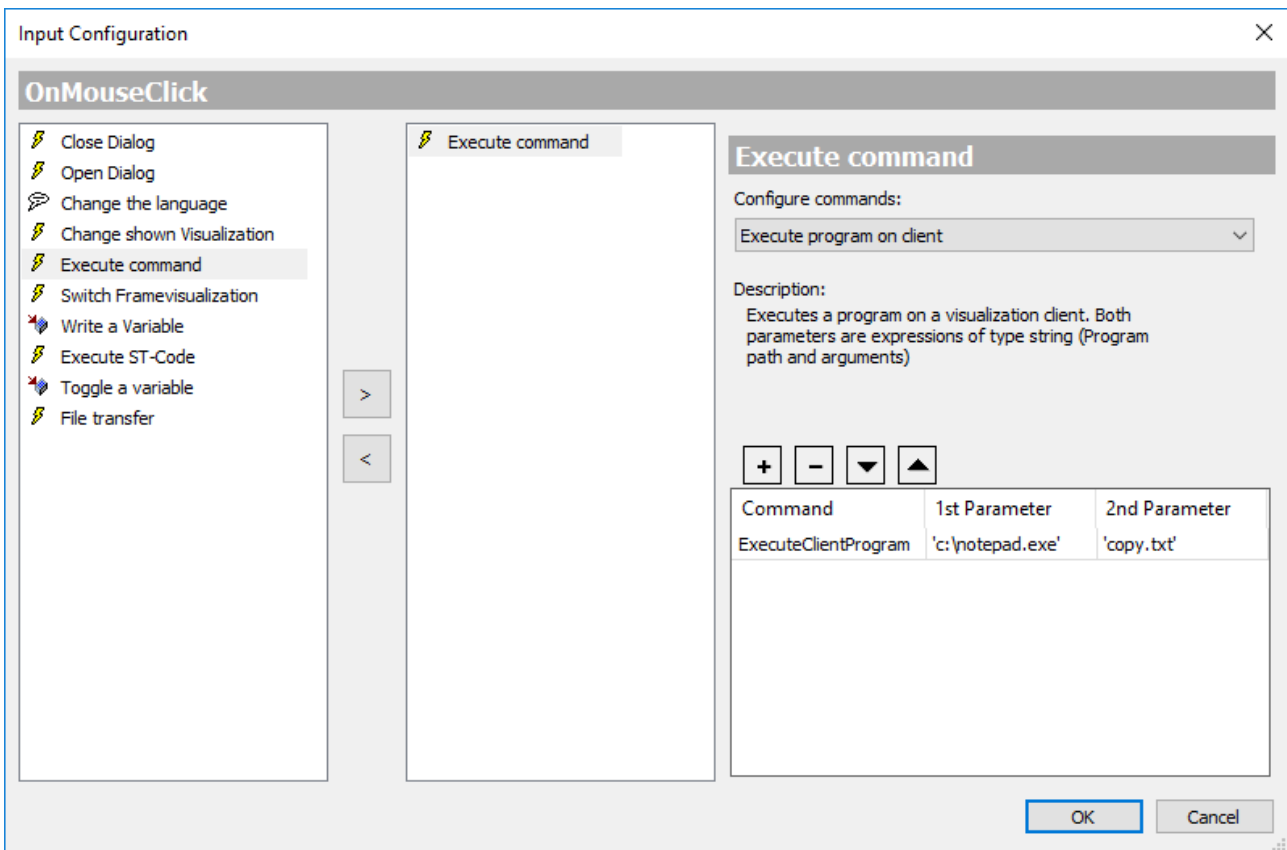 Input Configuration
OnMouseClick
Close Dialog
Open Dialog
Change the language
Change shown Visualization
Execute command
Switch Framevisualization
Write a Variable
Execute ST-Code
Toggle a variable
File transfer
>
<
Execute command
Execute command
Configure commands:
Execute program on client
Description:
Executes a program on a visualization client. Both
parameters are expressions of type string (Program
path and arguments)
Command 1st Parameter 2nd Parameter
ExecuteClientProgram 'c:\notepad.exe' 'copy.txt'
OK Cancel